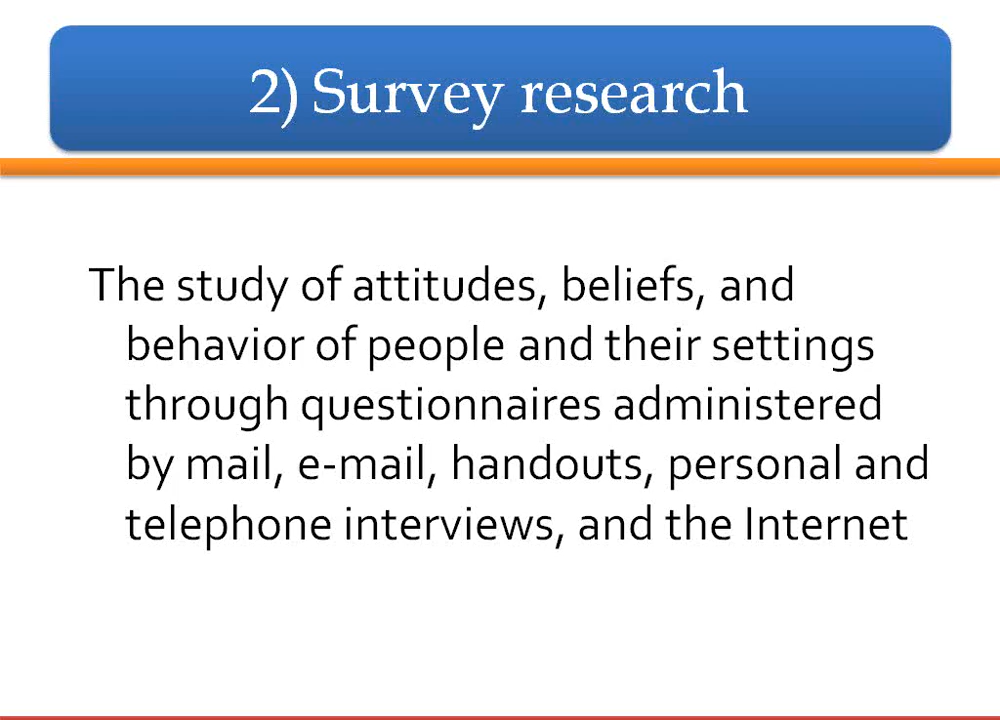 2) Survey research
The study of attitudes, beliefs, and
behavior of people and their settings
through questionnaires administered
by mail, e-mail, handouts, personal and
telephone interviews, and the Internet